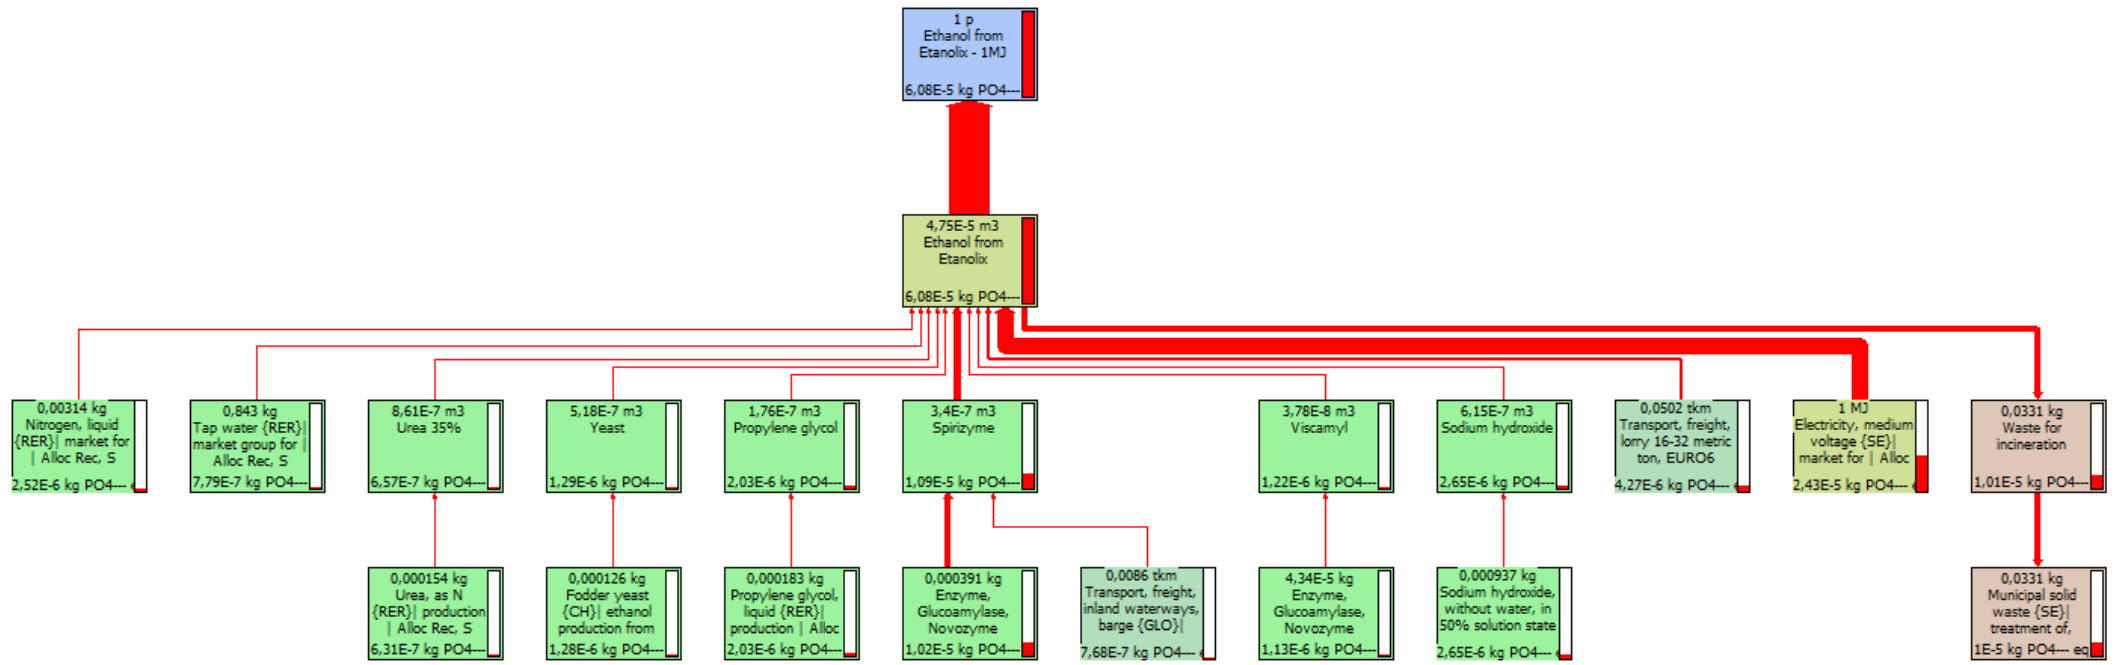 1 p
Ethanol from
Etanolix - 1MJ
6,08E-5 kg PO4---
4,75E-5 m3
Ethanol from
Etanolix
6,08E-5 kg PO4---
0,00314 kg
Nitrogen, liquid
{RER}| market for
| Alloc Rec, S
2,52E-6 kg PO4--- e
0,843 kg
Tap water {RER}|
market group for |
Alloc Rec, S
7,79E-7 kg PO4---
8,61E-7 m3
Urea 35%
6,57E-7 kg PO4---
5,18E-7 m3
Yeast
1,29E-6 kg PO4---
1,76E-7 m3
Propylene glycol
2,03E-6 kg PO4---
3,4E-7 m3
Spirizyme
1,09E-5 kg PO4---
3,78E-8 m3
Viscamyl
1,22E-6 kg PO4---
6,15E-7 m3
Sodium hydroxide
2,65E-6 kg PO4---
0,0502 tkm
Transport, freight,
lorry 16-32 metric
ton, EURO6
4,27E-6 kg PO4--- e
1 MJ
Electricity, medium
voltage {SE}|
market for | Alloc
2,43E-5 kg PO4--- e
0,0331 kg
Waste for
incineration
1,01E-5 kg PO4---
0,000154 kg
Urea, as N
{RER}| production
| Alloc Rec, S
6,31E-7 kg PO4---
0,000126 kg
Fodder yeast
{CH}| ethanol
production from
1,28E-6 kg PO4---
0,000183 kg
Propylene glycol,
liquid {RER}|
production | Alloc
2,03E-6 kg PO4---
0,000391 kg
Enzyme,
Glucoamylase,
Novozyme
1,02E-5 kg PO4---
0,0086 tkm
Transport, freight,
inland waterways,
barge {GLO}|
7,68E-7 kg PO4--- e
4,34E-5 kg
Enzyme,
Glucoamylase,
Novozyme
1,13E-6 kg PO4---
0,000937 kg
Sodium hydroxide,
without water, in
50% solution state
2,65E-6 kg PO4---
0,0331 kg
Municipal solid
waste {SE}|
treatment of,
1E-5 kg PO4--- eq